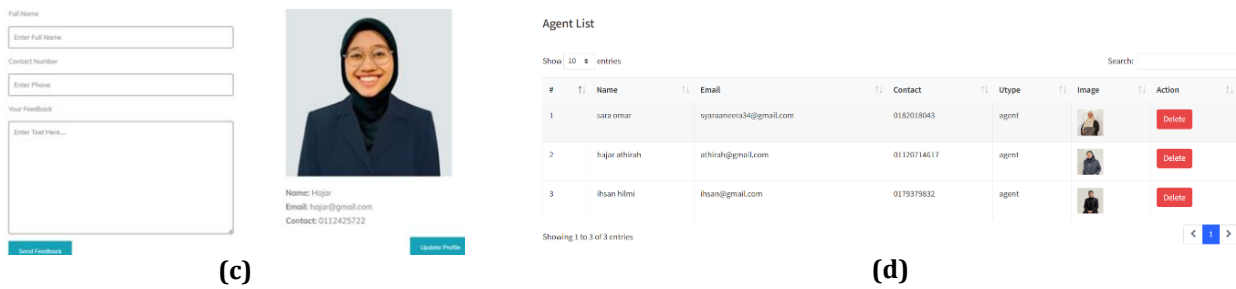 Full Name
Enter Full Name
Contact Number
Enter Phone
Your Feedback
Enter Text Here...
Send Feedback
Name: Hajar
Email: hajar@gmail.com
Contact: 0112425722
Update Profile
(c)
Agent List
Show 10 entries
Search:
# Name Email Contact Utype Image Action
1 sara omar syaraaneera34@gmail.com 0182018043 agent Delete
2 hajar athirah athirah@gmail.com 01120714617 agent Delete
3 ihsan hilmi ihsan@gmail.com 0179379832 agent Delete
Showing 1 to 3 of 3 entries
< 1 >
(d)